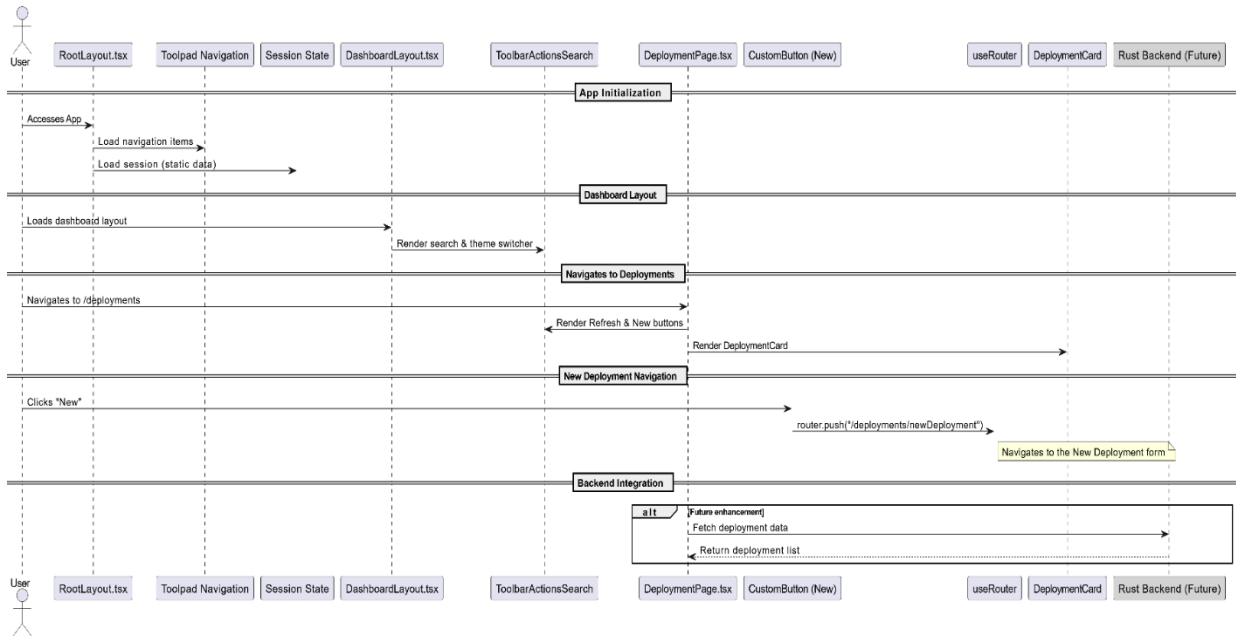 User
RootLayout.tsx
Toolpad Navigation
Session State
DashboardLayout.tsx
ToolbarActionsSearch
DeploymentPage.tsx
CustomButton (New)
useRouter
DeploymentCard
Rust Backend (Future)
App Initialization
Accesses App
Load navigation items
Load session (static data)
Dashboard Layout
Loads dashboard layout
Render search & theme switcher
Navigates to Deployments
Navigates to /deployments
Render Refresh & New buttons
Render DeploymentCard
New Deployment Navigation
Clicks "New"
router.push("/deployments/newDeployment")
Navigates to the New Deployment form
Backend Integration
alt
[Future enhancement]
Fetch deployment data
Return deployment list
User
RootLayout.tsx
Toolpad Navigation
Session State
DashboardLayout.tsx
ToolbarActionsSearch
DeploymentPage.tsx
CustomButton (New)
useRouter
DeploymentCard
Rust Backend (Future)